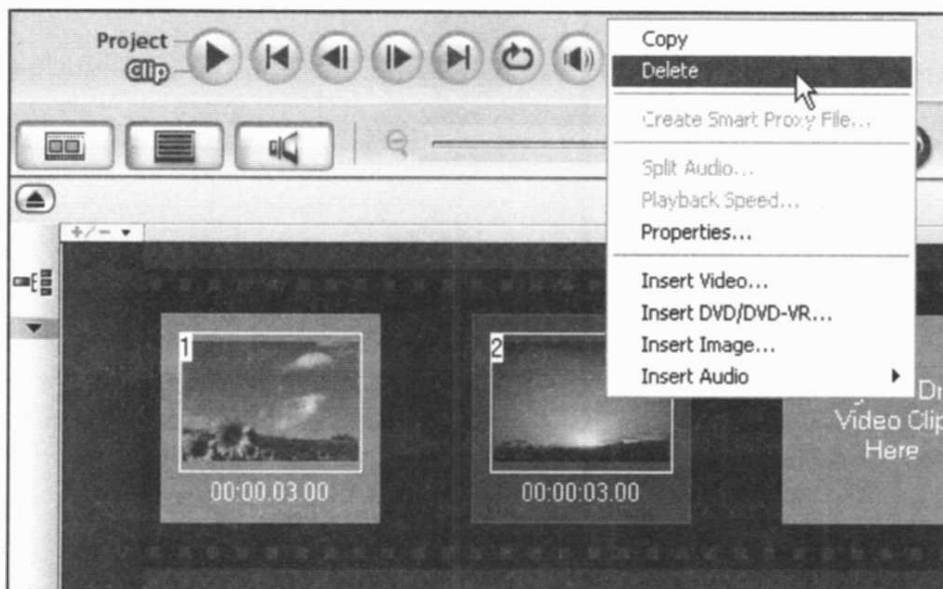 Project
Clip
Copy
Delete
Create Smart Proxy File...
Split Audio...
Playback Speed...
Properties...
Insert Video...
Insert DVD/DVD-VR...
Insert Image...
Insert Audio
+/-
1
00:00.03.00
2
00:00:03.00
Video Clip
Here